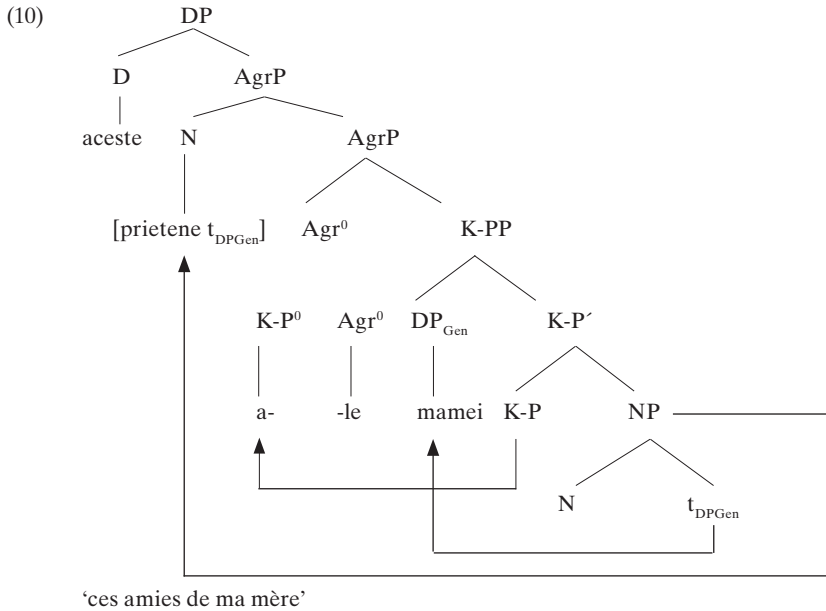 (10) DP
D AgrP
aceste N AgrP
[prietene t_DPGen] Agr⁰ K-PP
K-P⁰ Agr⁰ DP_Gen K-P´
a- -le mamei K-P NP
N t_DPGen
‘ces amies de ma mère’